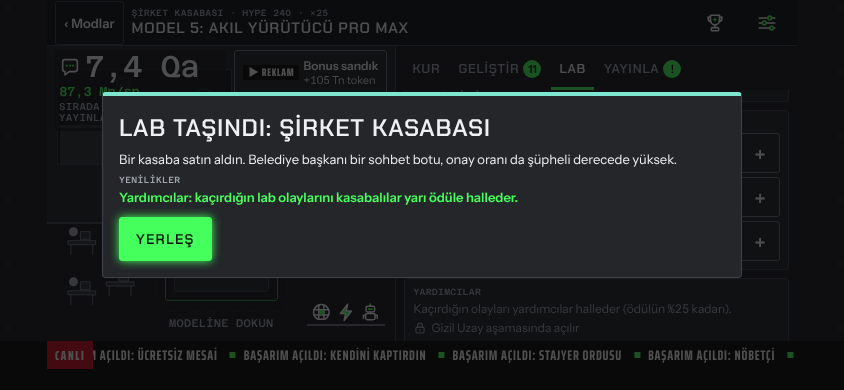 ‹ Modlar
ŞİRKET KASABASI · HYPE 240 · ×25
MODEL 5: AKIL YÜRÜTÜCÜ PRO MAX
7,4 Qa
87,3 Mn/sn
SIRADA
YAYINLA
REKLAM
Bonus sandık
+105 Tn token
KUR GELİŞTİR 11 LAB YAYINLA !
LAB TAŞINDI: ŞİRKET KASABASI
Bir kasaba satın aldın. Belediye başkanı bir sohbet botu, onay oranı da şüpheli derecede yüksek.
YENİLİKLER
Yardımcılar: kaçırdığın lab olaylarını kasabalılar yarı ödüle halleder.
YERLEŞ
+
+
+
MODELİNE DOKUN
YARDIMCILAR
Kaçırdığın olayları yardımcılar halleder (ödülün %25 kadarı).
Gizil Uzay aşamasında açılır
CANLI
AÇILDI: ÜCRETSİZ MESAİ ▪ BAŞARIM AÇILDI: KENDİNİ KAPTIRDIN ▪ BAŞARIM AÇILDI: STAJYER ORDUSU ▪ BAŞARIM AÇILDI: NÖBETÇİ ▪